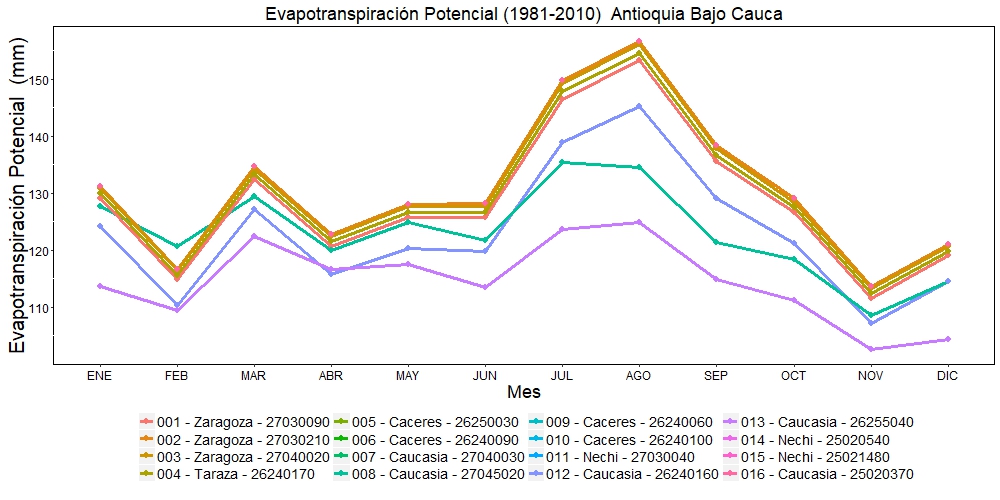 Evapotranspiración Potencial (1981-2010)  Antioquia Bajo Cauca
Evapotranspiración Potencial  (mm)
150
140
130
120
110
ENE FEB MAR ABR MAY JUN JUL AGO SEP OCT NOV DIC
Mes
001 - Zaragoza - 27030090 005 - Caceres - 26250030 009 - Caceres - 26240060 013 - Caucasia - 26255040
002 - Zaragoza - 27030210 006 - Caceres - 26240090 010 - Caceres - 26240100 014 - Nechi - 25020540
003 - Zaragoza - 27040020 007 - Caucasia - 27040030 011 - Nechi - 27030040 015 - Nechi - 25021480
004 - Taraza - 26240170 008 - Caucasia - 27045020 012 - Caucasia - 26240160 016 - Caucasia - 25020370